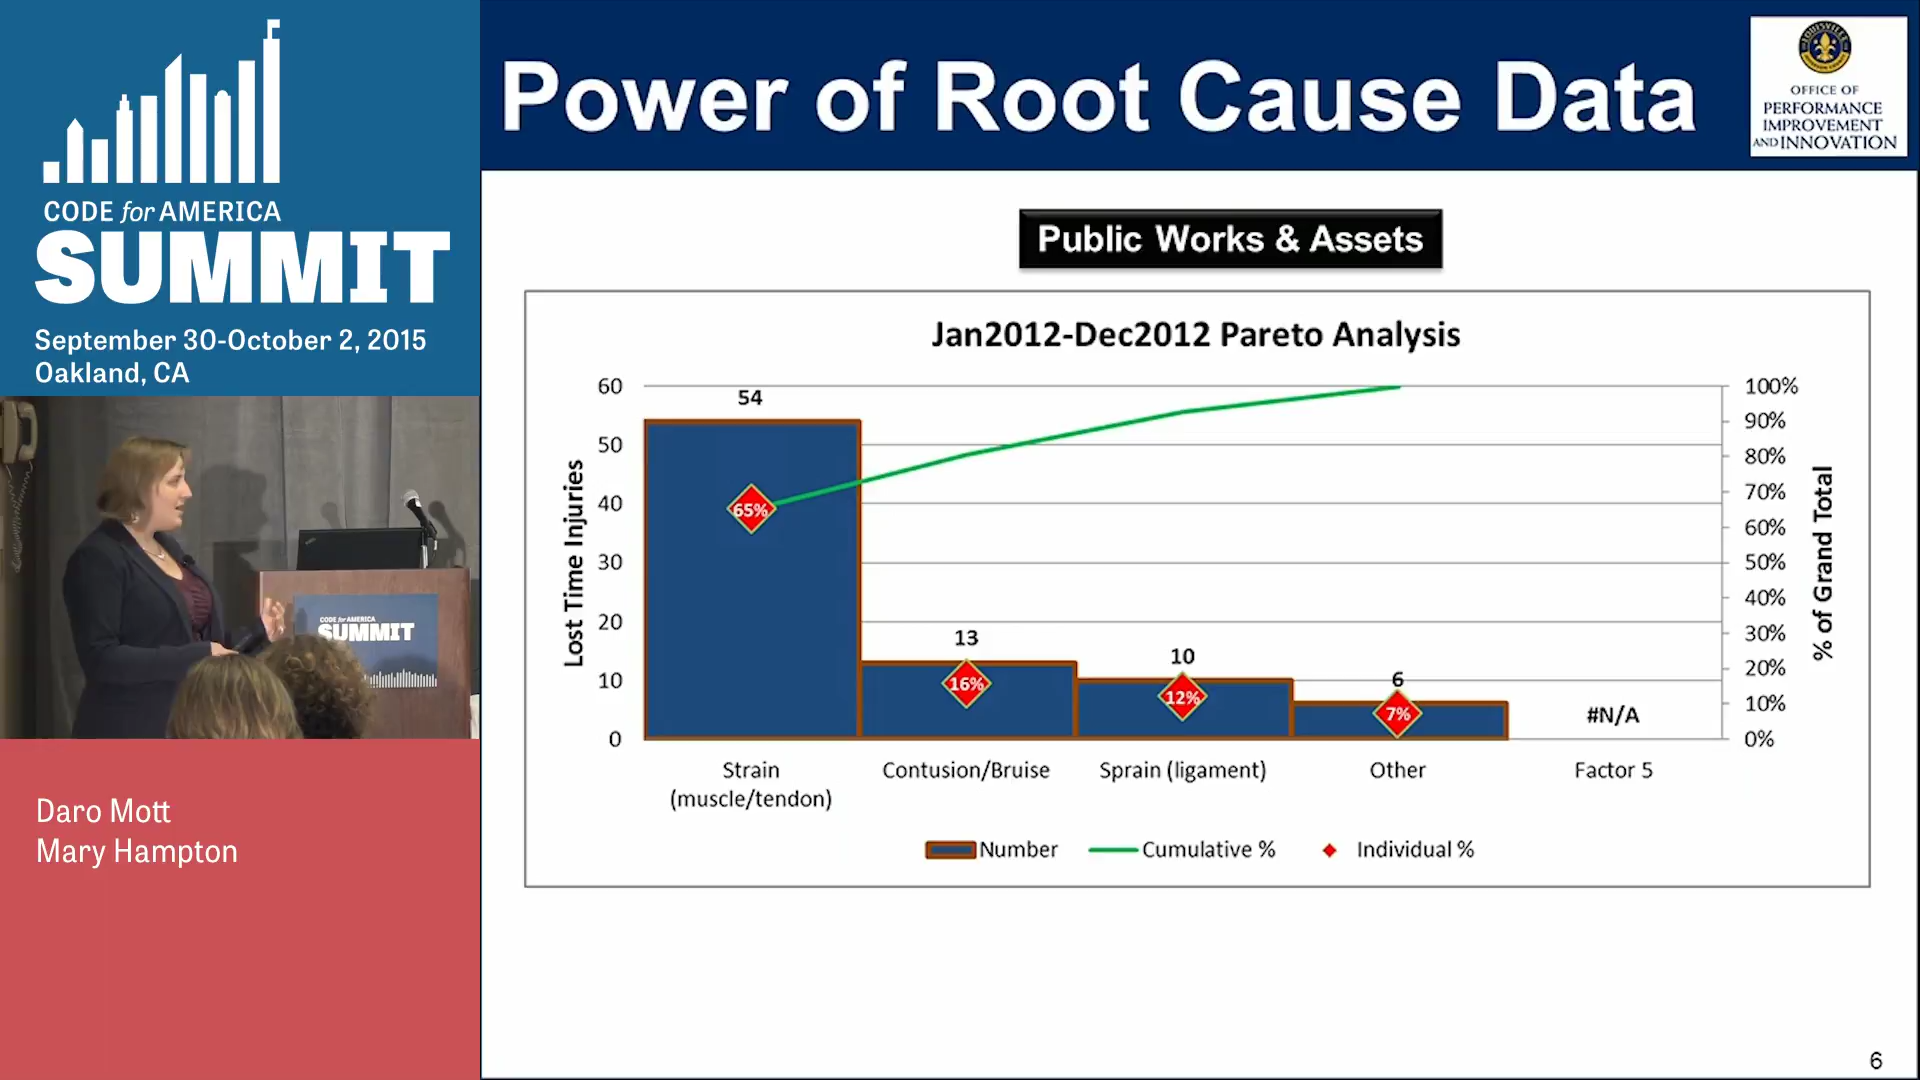 CODE for AMERICA
SUMMIT
September 30-October 2, 2015
Oakland, CA
CODE for AMERICA
SUMMIT
Daro Mott
Mary Hampton
Power of Root Cause Data
OFFICE OF
PERFORMANCE
IMPROVEMENT
AND INNOVATION
Public Works & Assets
Jan2012-Dec2012 Pareto Analysis
Lost Time Injuries
60
50
40
30
20
10
0
54
65%
13
16%
10
12%
6
7%
#N/A
100%
90%
80%
70%
60%
50%
40%
30%
20%
10%
0%
% of Grand Total
Strain
(muscle/tendon)
Contusion/Bruise
Sprain (ligament)
Other
Factor 5
Number
Cumulative %
Individual %
6